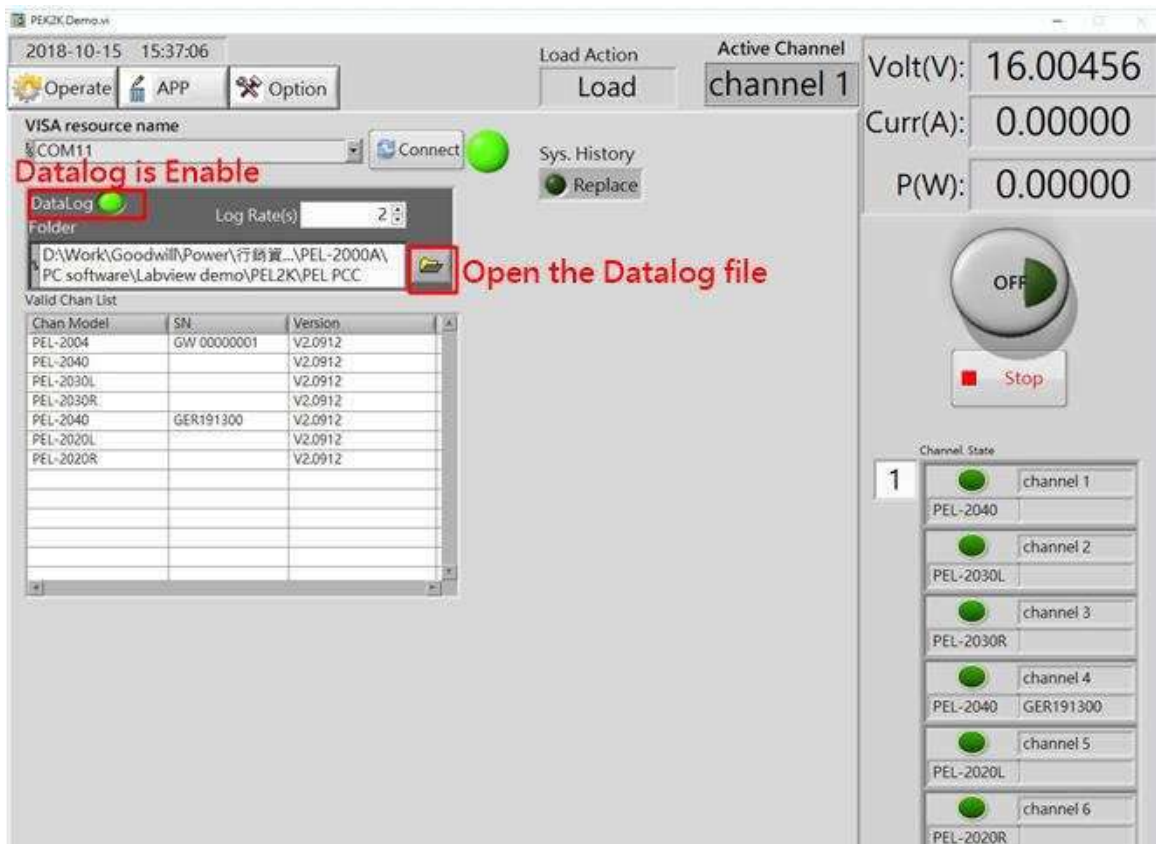 PEK2K Demo.vi
2018-10-15 15:37:06
Operate
APP
Option
Load Action
Load
Active Channel
channel 1
Volt(V): 16.00456
Curr(A): 0.00000
P(W): 0.00000
VISA resource name
COM11
Connect
Sys. History
Replace
Datalog is Enable
DataLog
Log Rate(s) 2
Folder
D:\Work\Goodwill\Power\行銷資...\PEL-2000A\
PC software\Labview demo\PEL2K\PEL PCC
Open the Datalog file
OFF
Stop
Valid Chan List
Chan Model SN Version
PEL-2004 GW 00000001 V2.0912
PEL-2040 V2.0912
PEL-2030L V2.0912
PEL-2030R V2.0912
PEL-2040 GER191300 V2.0912
PEL-2020L V2.0912
PEL-2020R V2.0912
Channel State
1
channel 1
PEL-2040
channel 2
PEL-2030L
channel 3
PEL-2030R
channel 4
PEL-2040 GER191300
channel 5
PEL-2020L
channel 6
PEL-2020R